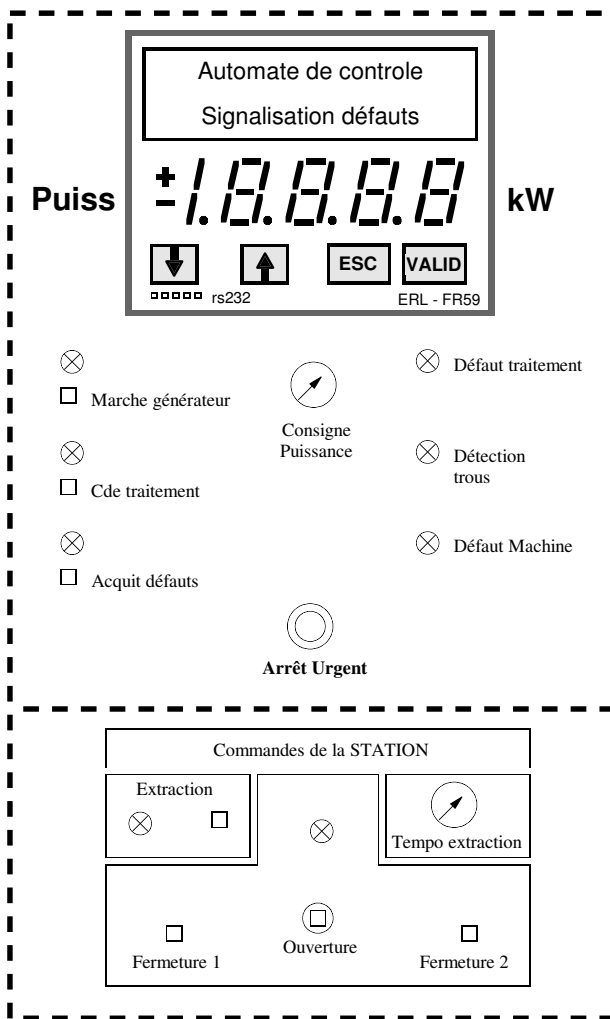 Automate de controle
Signalisation défauts
Puiss
±1.8.8.8.8
kW
ESC
VALID
rs232
ERL - FR59
Marche générateur
Consigne
Puissance
Défaut traitement
Cde traitement
Détection
trous
Acquit défauts
Défaut Machine
Arrêt Urgent
Commandes de la STATION
Extraction
Tempo extraction
Fermeture 1
Ouverture
Fermeture 2